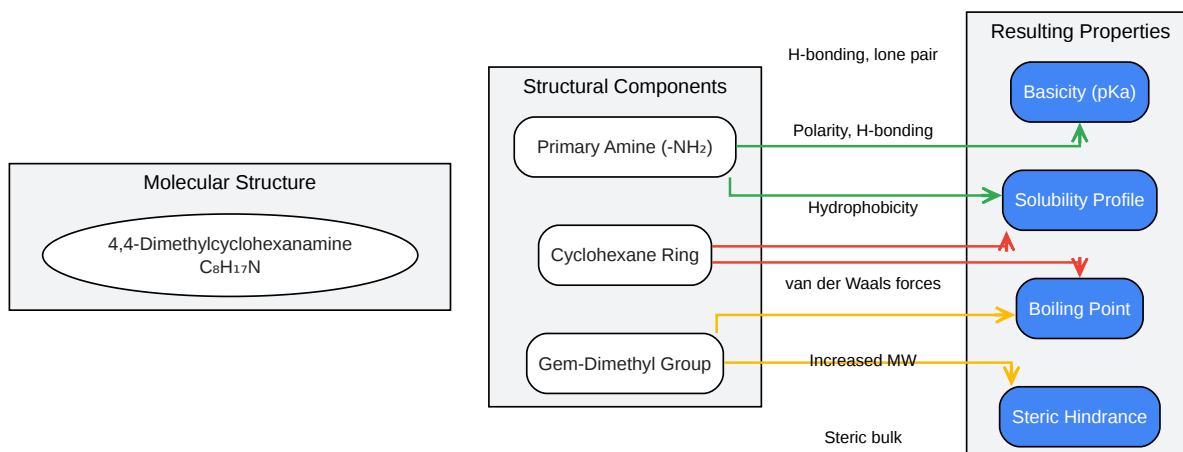 Molecular Structure
4,4-Dimethylcyclohexanamine
C₈H₁₇N
Structural Components
Primary Amine (-NH₂)
Cyclohexane Ring
Gem-Dimethyl Group
H-bonding, lone pair
Polarity, H-bonding
Hydrophobicity
van der Waals forces
Increased MW
Steric bulk
Resulting Properties
Basicity (pKa)
Solubility Profile
Boiling Point
Steric Hindrance